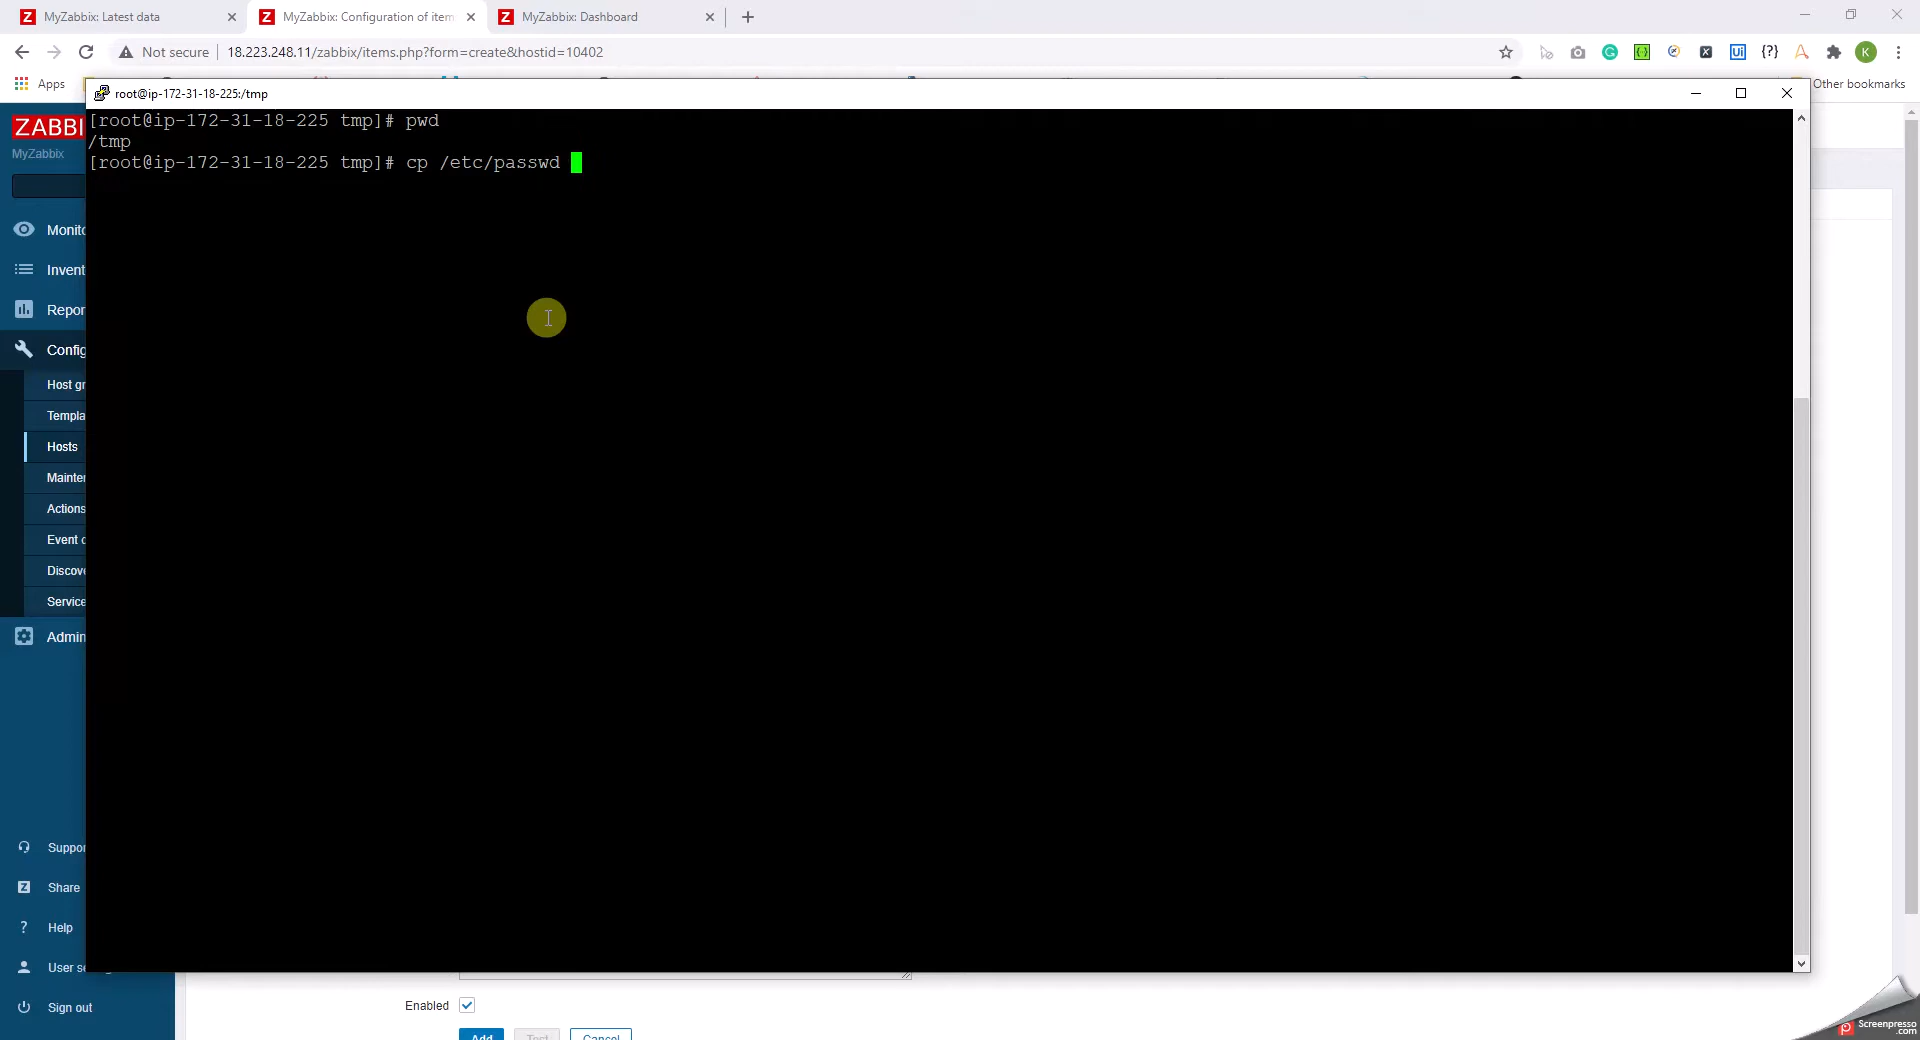 MyZabbix: Latest data
MyZabbix: Configuration of item
MyZabbix: Dashboard
Not secure
18.223.248.11/zabbix/items.php?form=create&hostid=10402
Apps
Other bookmarks
root@ip-172-31-18-225:/tmp
[root@ip-172-31-18-225 tmp]# pwd
/tmp
[root@ip-172-31-18-225 tmp]# cp /etc/passwd
ZABBI
MyZabbix
Monito
Invent
Repor
Config
Host gr
Templa
Hosts
Mainte
Actions
Event c
Discove
Service
Admin
Suppor
Share
Help
User se
Sign out
Enabled
Add
Test
Cancel
Screenpresso
.com